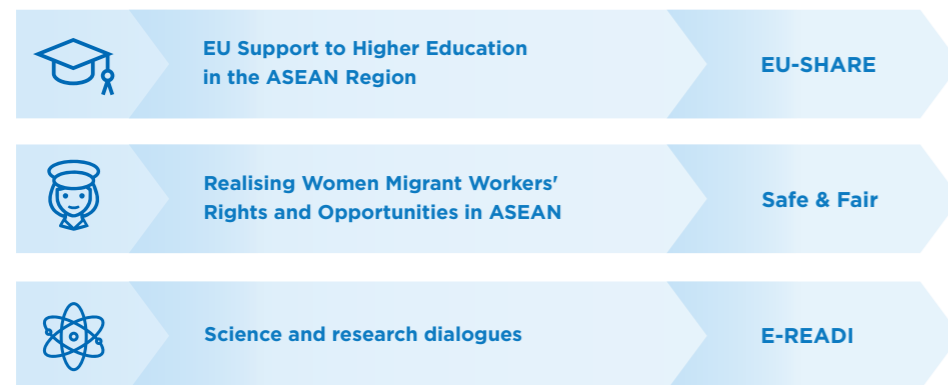 EU Support to Higher Education
in the ASEAN Region
EU-SHARE
Realising Women Migrant Workers'
Rights and Opportunities in ASEAN
Safe & Fair
Science and research dialogues
E-READI